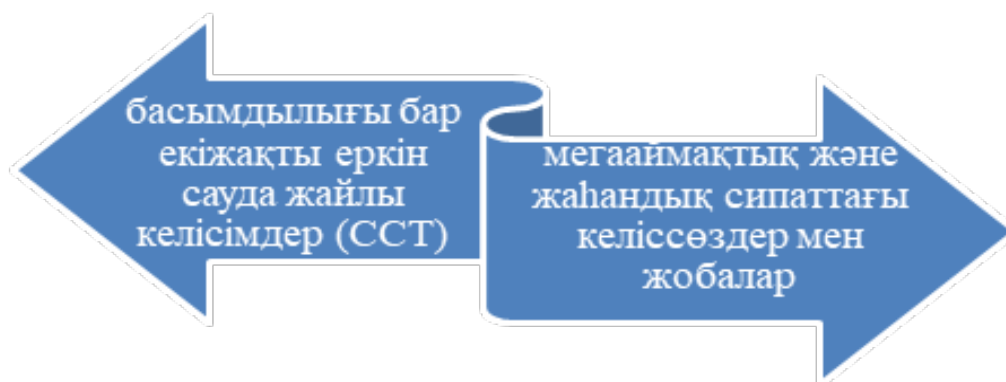 басымдылығы бар
екіжақты еркін
сауда жайлы
келісімдер (ССТ)
мегааймақтық және
жаһандық сипаттағы
келіссөздер мен
жобалар